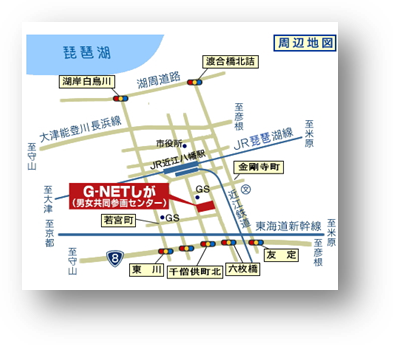 周辺地図
琵琶湖
渡合橋北詰
湖岸白鳥川
湖周道路
至彦根
大津能登川長浜線
至守山
市役所
至米原
JR琵琶湖線
JR近江八幡駅
金剛寺町
G-NETしが
(男女共同参画センター)
GS
文
至大津
若宮町
GS
近江鉄道
東海道新幹線
至京都
至米原
至守山
8
友定
至彦根
東川
千僧供町北
六枚橋